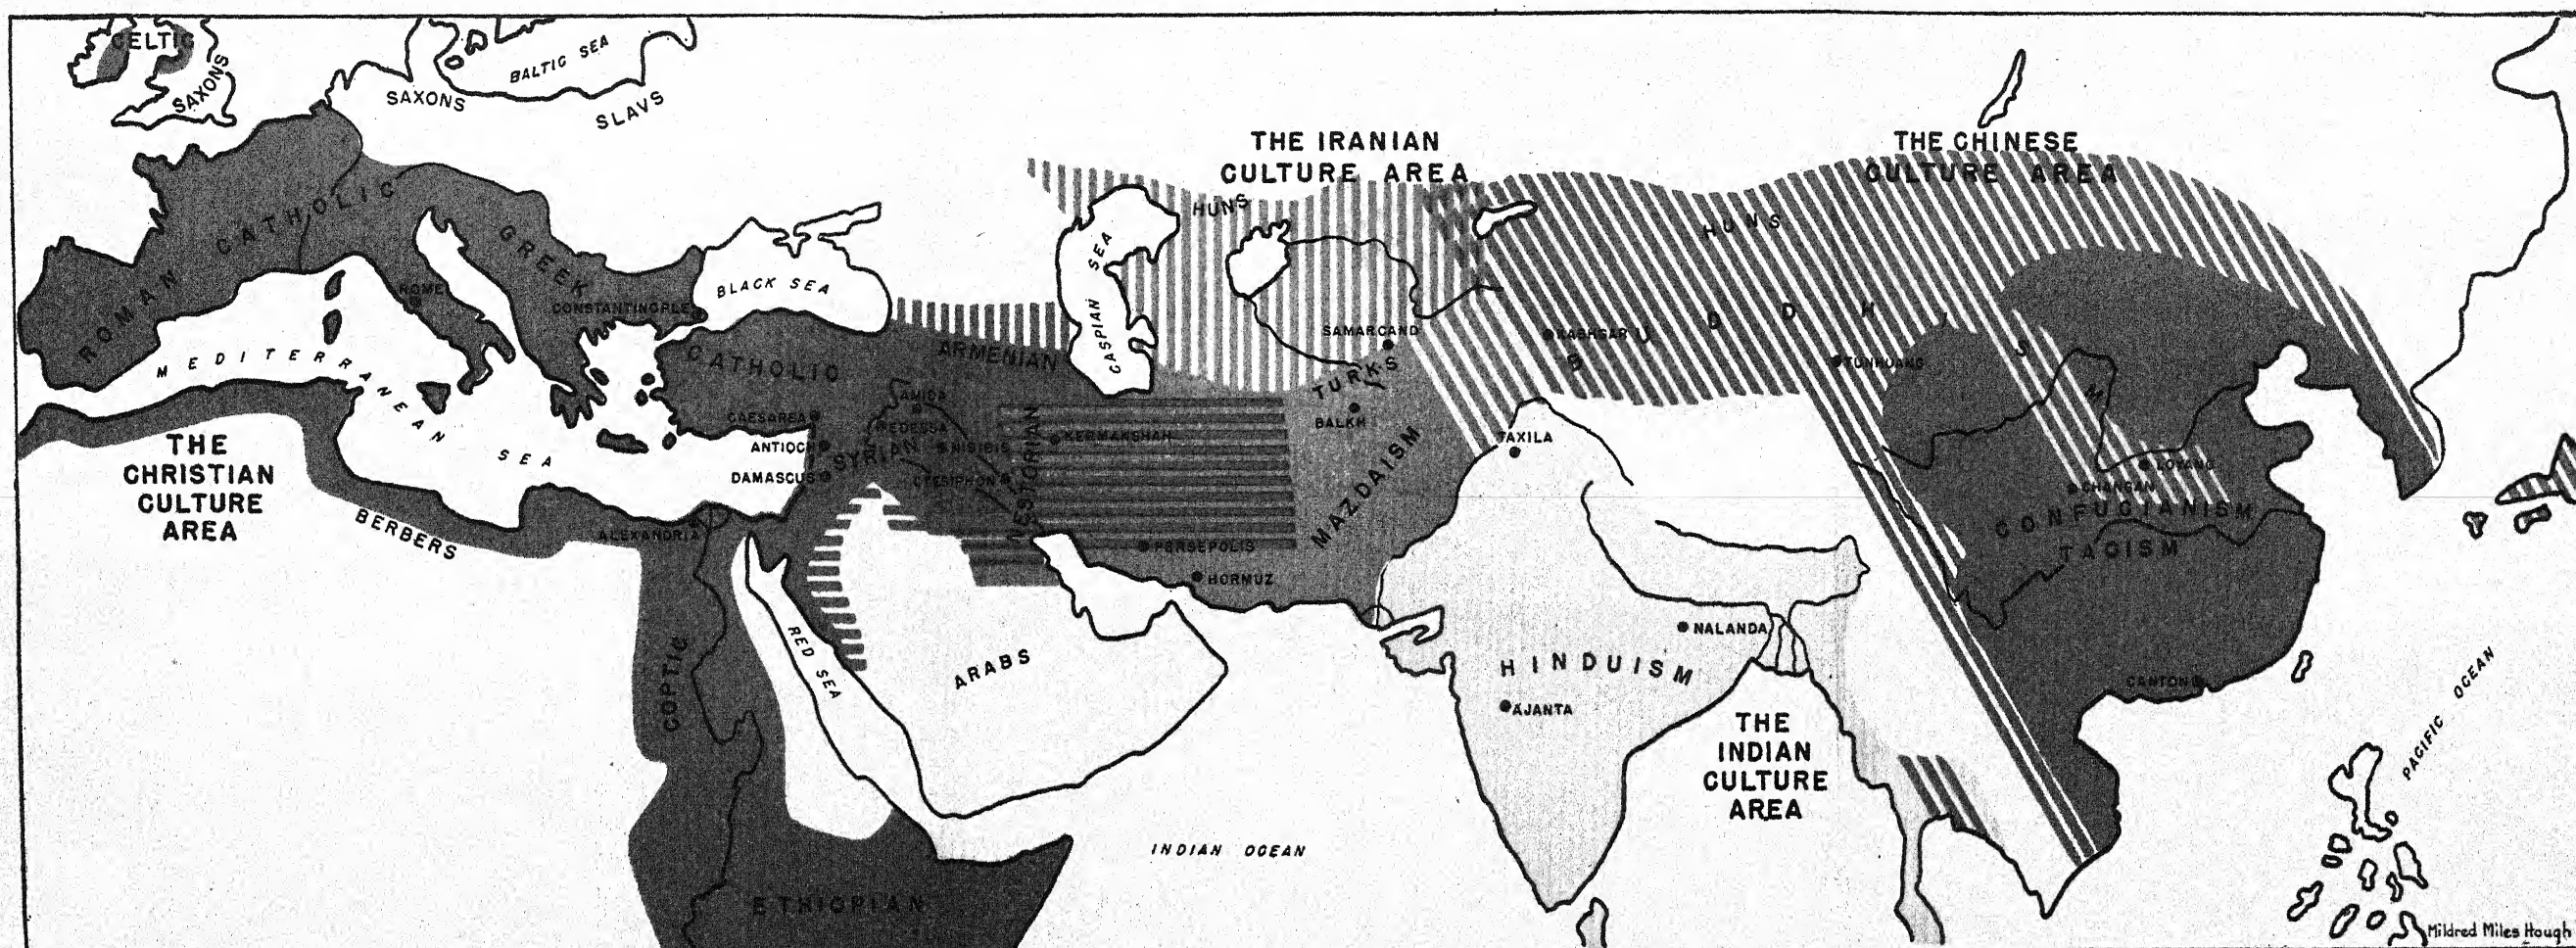 CELTIC
SAXONS
BALTIC SEA
SAXONS
SLAVS
THE IRANIAN
CULTURE AREA
THE CHINESE
CULTURE AREA
ROMAN CATHOLIC
GREEK
CATHOLIC
ROME
CONSTANTINOPLE
BLACK SEA
CASPIAN SEA
HUNS
HUNS
MEDITERRANEAN SEA
ARMENIAN
SAMARCAND
TURKS
BALKH
KASHGAR
BUDDHISM
TUNHUANG
AMIDA
CAESAREA
EDESSA
ANTIOCH
NISIBIS
SYRIAN
DAMASCUS
CTESIPHON
NESTORIAN
KERMANSHAH
MAZDAISM
TAXILA
LOYANG
CHANGAN
CONFUCIANISM
TAOISM
THE
CHRISTIAN
CULTURE
AREA
BERBERS
ALEXANDRIA
PERSEPOLIS
HORMUZ
COPTIC
RED SEA
ARABS
NALANDA
HINDUISM
AJANTA
CANTON
THE
INDIAN
CULTURE
AREA
PACIFIC OCEAN
INDIAN OCEAN
ETHIOPIAN
Mildred Miles Hough